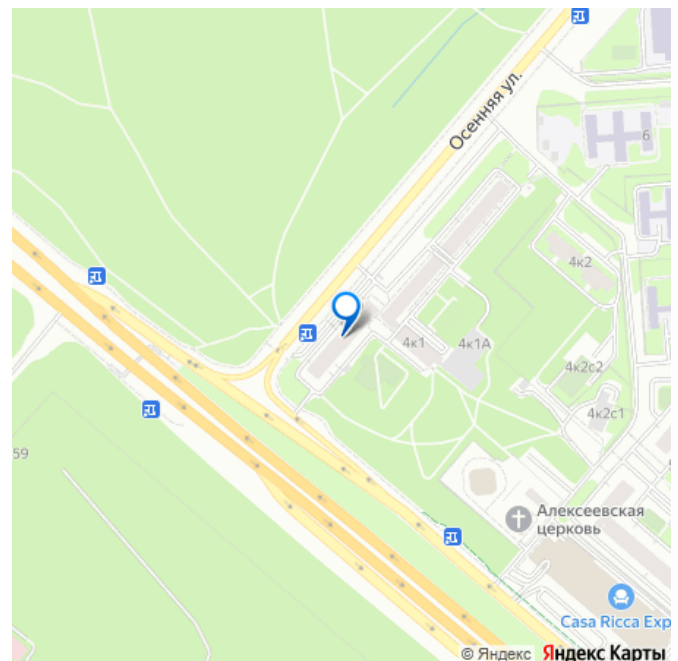 Осенняя ул.
6
4к2
4к1
4к1А
4к2с2
4к2с1
59
Алексеевская
церковь
Casa Ricca Exp
© Яндекс Яндекс Карты